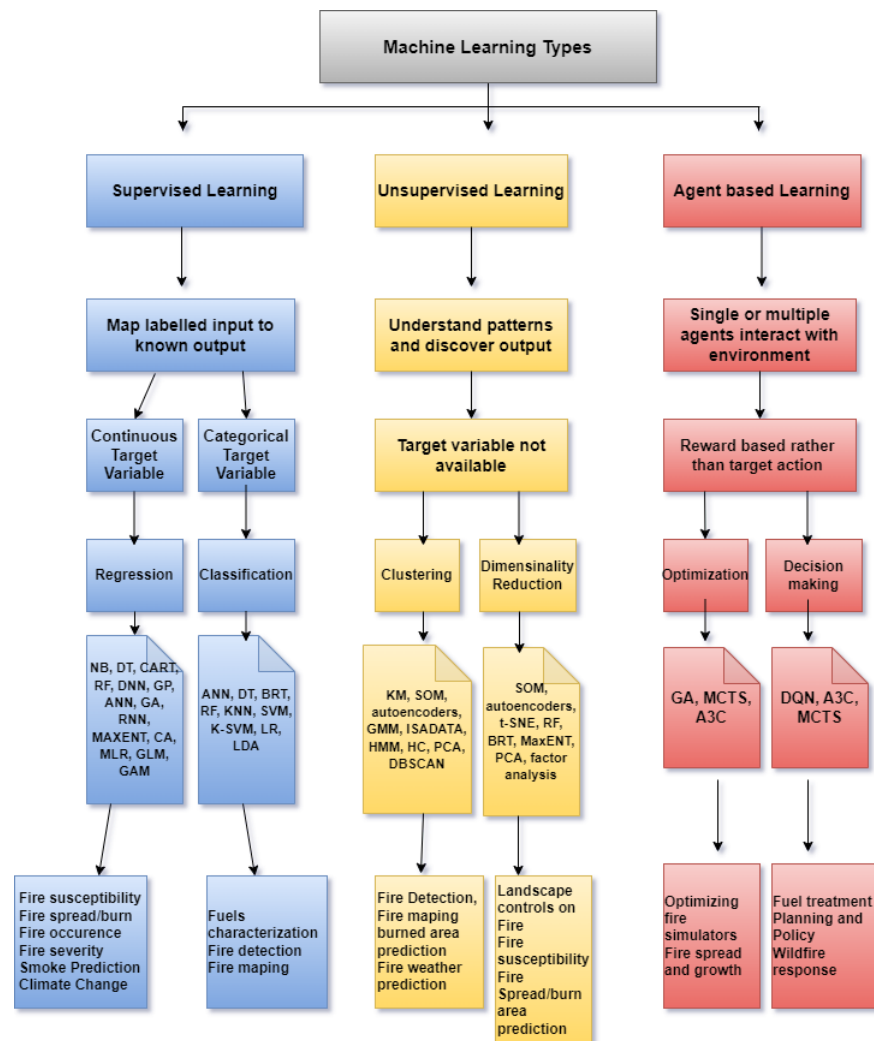 Machine Learning Types
Supervised Learning
Unsupervised Learning
Agent based Learning
Map labelled input to
known output
Understand patterns
and discover output
Single or multiple
agents interact with
environment
Continuous
Target
Variable
Categorical
Target
Variable
Target variable not
available
Reward based rather
than target action
Regression
Classification
Clustering
Dimensinality
Reduction
Optimization
Decision
making
NB, DT, CART,
RF, DNN, GP,
ANN, GA,
RNN,
MAXENT, CA,
MLR, GLM,
GAM
ANN, DT, BRT,
RF, KNN, SVM,
K-SVM, LR,
LDA
KM, SOM,
autoencoders,
GMM, ISADATA,
HMM, HC, PCA,
DBSCAN
SOM,
autoencoders,
t-SNE, RF,
BRT, MaxENT,
PCA, factor
analysis
GA, MCTS,
A3C
DQN, A3C,
MCTS
Fire susceptibility
Fire spread/burn
Fire occurence
Fire severity
Smoke Prediction
Climate Change
Fuels
characterization
Fire detection
Fire maping
Fire Detection,
Fire maping
burned area
prediction
Fire weather
prediction
Landscape
controls on
Fire
Fire
susceptibility
Fire
Spread/burn
area
prediction
Optimizing
fire
simulators
Fire spread
and growth
Fuel treatment
Planning and
Policy
Wildfire
response